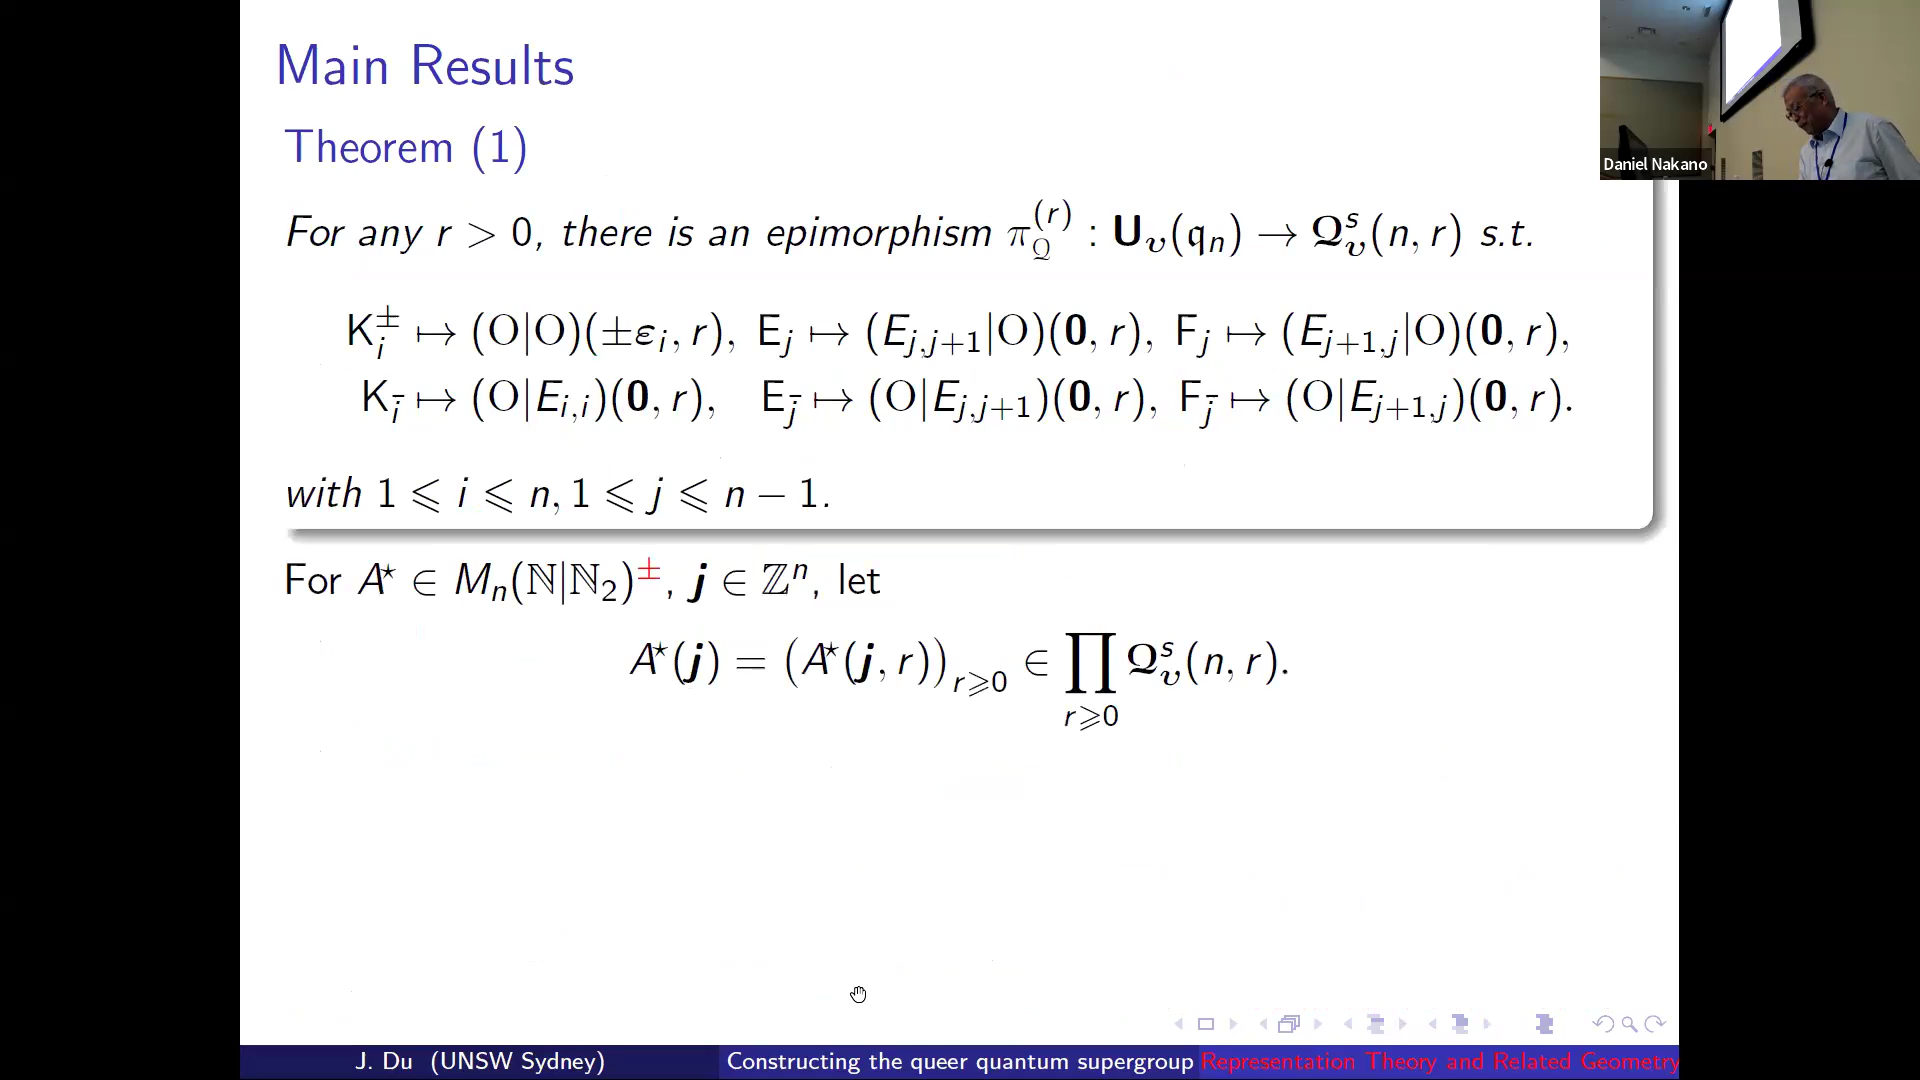 Main Results
Theorem (1)
For any r > 0, there is an epimorphism π_𝒬^(r) : U_υ(𝔮_n) → 𝒬_υ^s(n, r) s.t.
K_i^± ↦ (O|O)(±ε_i, r), E_j ↦ (E_{j,j+1}|O)(0, r), F_j ↦ (E_{j+1,j}|O)(0, r),
K_ī ↦ (O|E_{i,i})(0, r), E_j̄ ↦ (O|E_{j,j+1})(0, r), F_j̄ ↦ (O|E_{j+1,j})(0, r).
with 1 ⩽ i ⩽ n, 1 ⩽ j ⩽ n − 1.
For A^⋆ ∈ M_n(ℕ|ℕ_2)^±, j ∈ ℤ^n, let
A^⋆(j) = (A^⋆(j, r))_{r⩾0} ∈ ∏_{r⩾0} 𝒬_υ^s(n, r).
Daniel Nakano
J. Du (UNSW Sydney) Constructing the queer quantum supergroup Representation Theory and Related Geometry